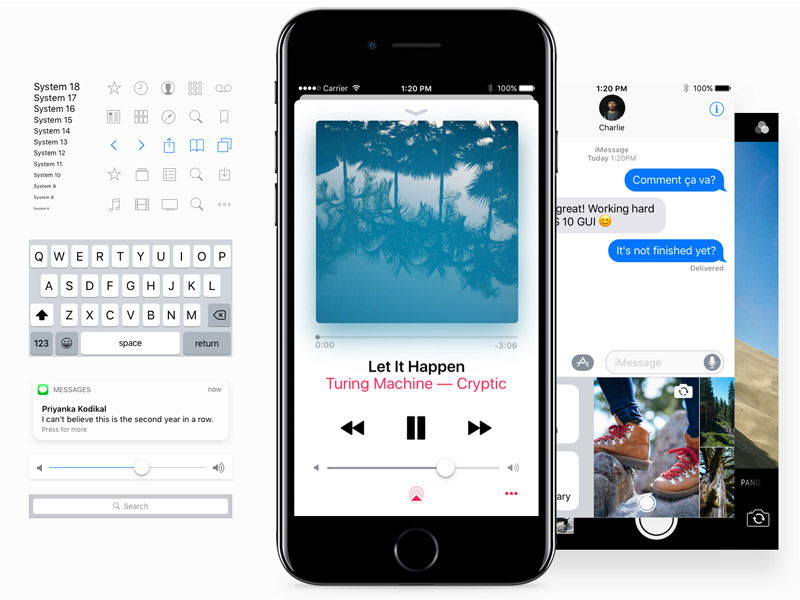 System 18
System 17
System 16
System 15
System 14
System 13
System 12
System 11
System 10
System 9
System 8
Q W E R T Y U I O P
A S D F G H J K L
Z X C V B N M
123 space return
MESSAGES now
Priyanka Kodikal
I can't believe this is the second year in a row.
Press for more
Search
Carrier 1:20 PM 100%
0:00 -3:06
Let It Happen
Turing Machine — Cryptic
1:20 PM 100%
Charlie
iMessage
Today 1:20PM
Comment ça va?
great! Working hard
10 GUI 😊
It's not finished yet?
Delivered
iMessage
ary
PANO